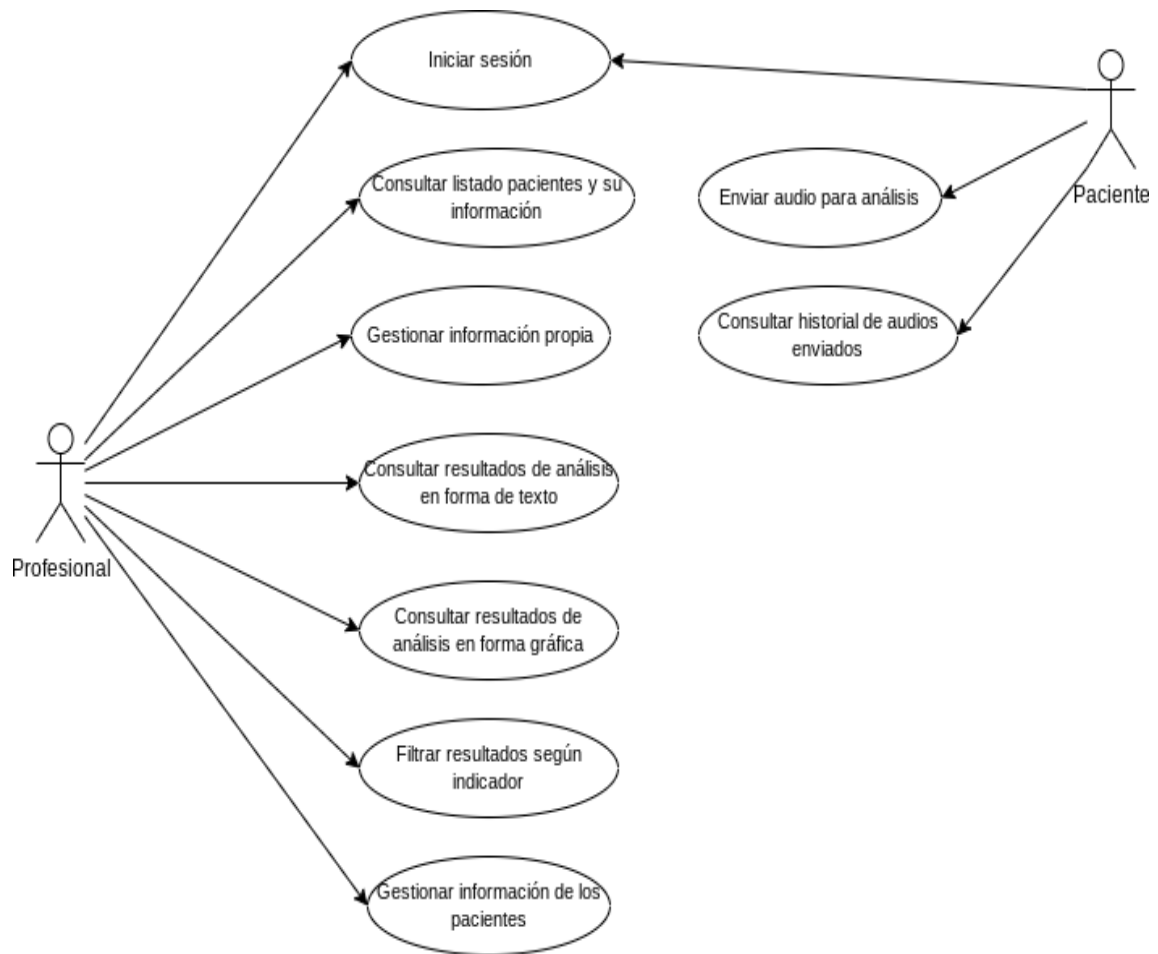 Iniciar sesión
Consultar listado pacientes y su
información
Enviar audio para análisis
Paciente
Gestionar información propia
Consultar historial de audios
enviados
Consultar resultados de análisis
en forma de texto
Profesional
Consultar resultados de
análisis en forma gráfica
Filtrar resultados según
indicador
Gestionar información de los
pacientes